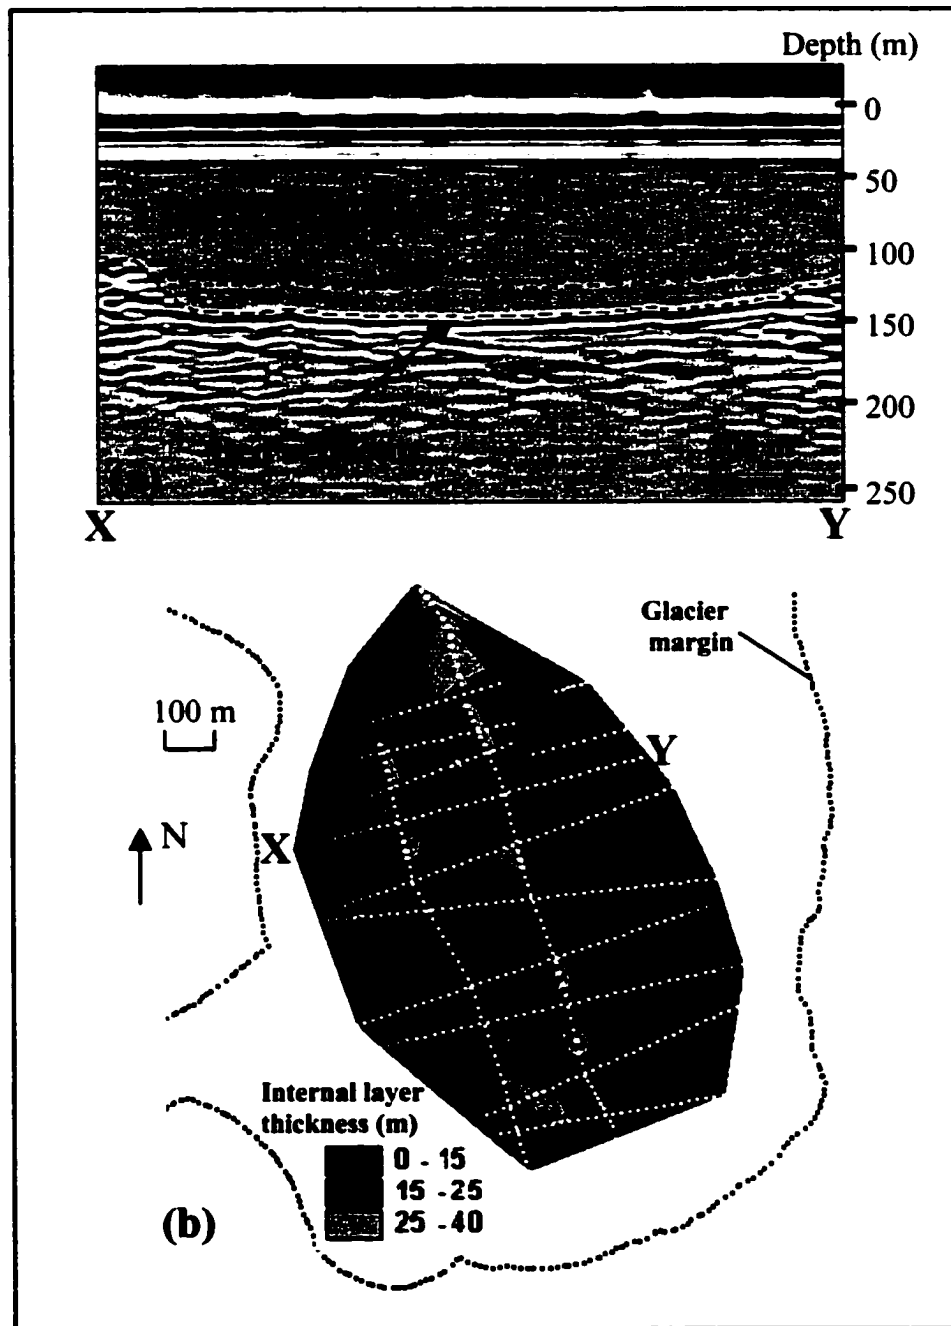 Depth (m)
0
50
100
150
200
250
X Y
Glacier
margin
100 m
Y
N
X
Internal layer
thickness (m)
0 - 15
15 - 25
25 - 40
(b)